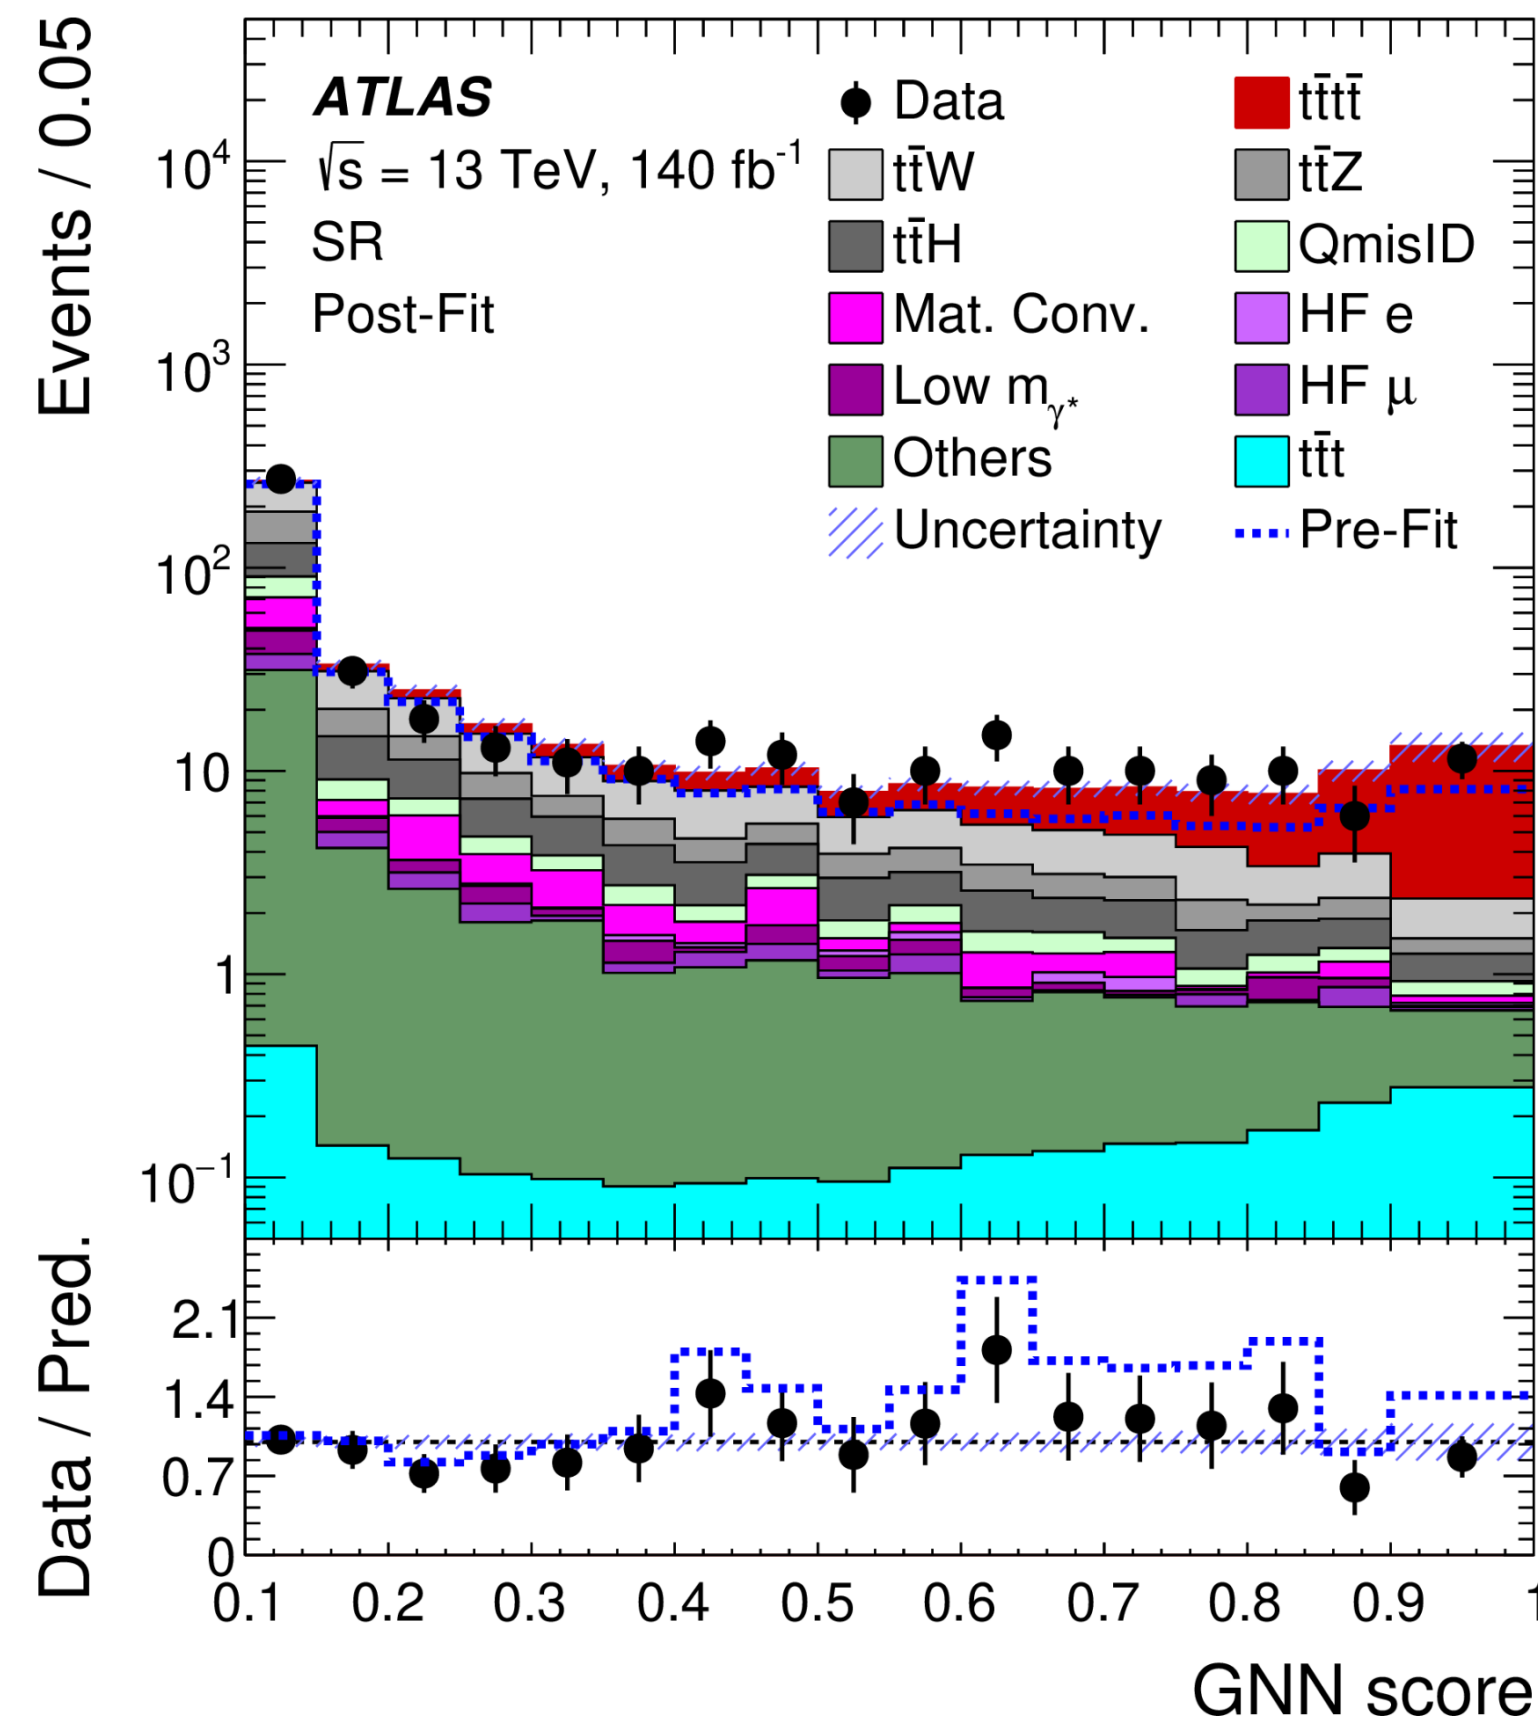 Events / 0.05
ATLAS
√s = 13 TeV, 140 fb⁻¹
SR
Post-Fit
Data
tt̄tt̄
tt̄W
tt̄Z
tt̄H
QmisID
Mat. Conv.
HF e
Low m_γ*
HF μ
Others
tt̄t
Uncertainty
Pre-Fit
10⁴
10³
10²
10
1
10⁻¹
Data / Pred.
2.1
1.4
0.7
0
0.1 0.2 0.3 0.4 0.5 0.6 0.7 0.8 0.9 1
GNN score